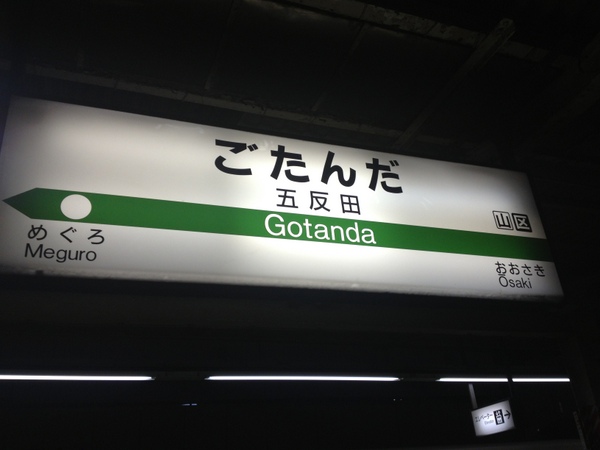 ごたんだ
五反田
Gotanda
山区
めぐろ
Meguro
おおさき
Osaki